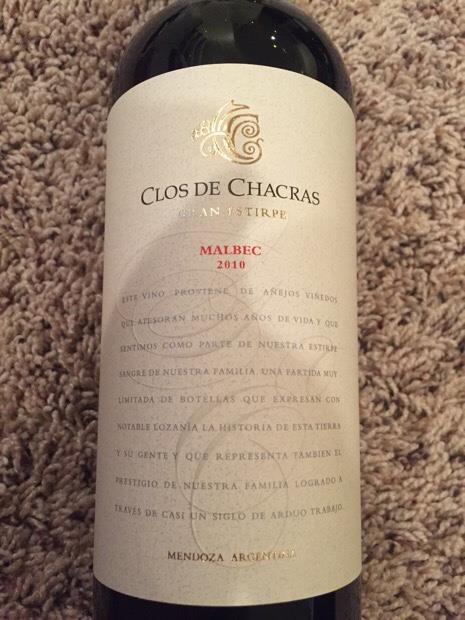 CLOS DE CHACRAS
GRAN ESTIRPE
MALBEC
2010
ESTE VINO PROVIENE DE AÑEJOS VIÑEDOS
QUE ATESORAN MUCHOS AÑOS DE VIDA Y QUE
SENTIMOS COMO PARTE DE NUESTRA ESTIRPE
SANGRE DE NUESTRA FAMILIA. UNA PARTIDA MUY
LIMITADA DE BOTELLAS QUE EXPRESAN CON
NOTABLE LOZANÍA LA HISTORIA DE ESTA TIERRA
Y SU GENTE Y QUE REPRESENTA TAMBIEN EL
PRESTIGIO DE NUESTRA FAMILIA LOGRADO A
TRAVÉS DE CASI UN SIGLO DE ARDUO TRABAJO.
MENDOZA ARGENTINA